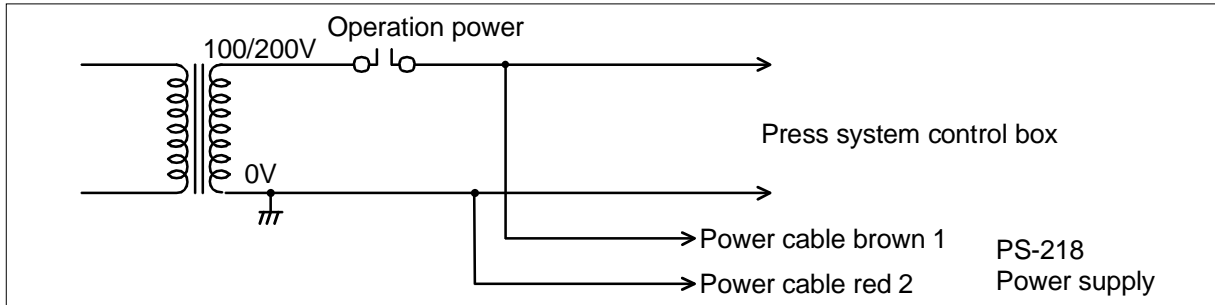 Operation power
100/200V
Press system control box
0V
Power cable brown 1
PS-218
Power cable red 2
Power supply